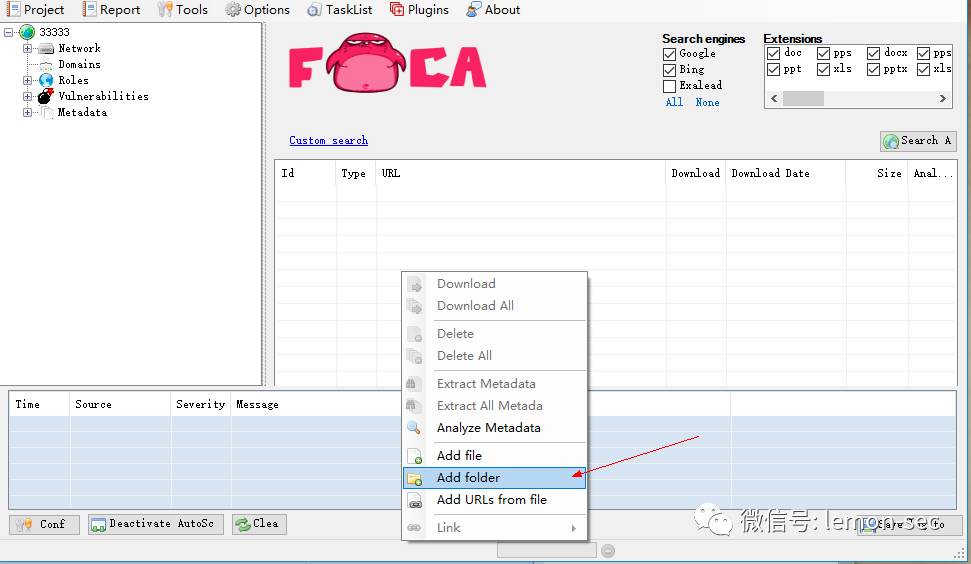 Project Report Tools Options TaskList Plugins About
33333
Network
Domains
Roles
Vulnerabilities
Metadata
FOCA
Search engines
Google
Bing
Exalead
All None
Extensions
doc pps docx pps
ppt xls pptx xls
Custom search
Search A
Id Type URL Download Download Date Size Anal...
Download
Download All
Delete
Delete All
Extract Metadata
Extract All Metada
Analyze Metadata
Add file
Add folder
Add URLs from file
Link
Time Source Severity Message
Conf Deactivate AutoSc Clea
微信号: lemon-sec